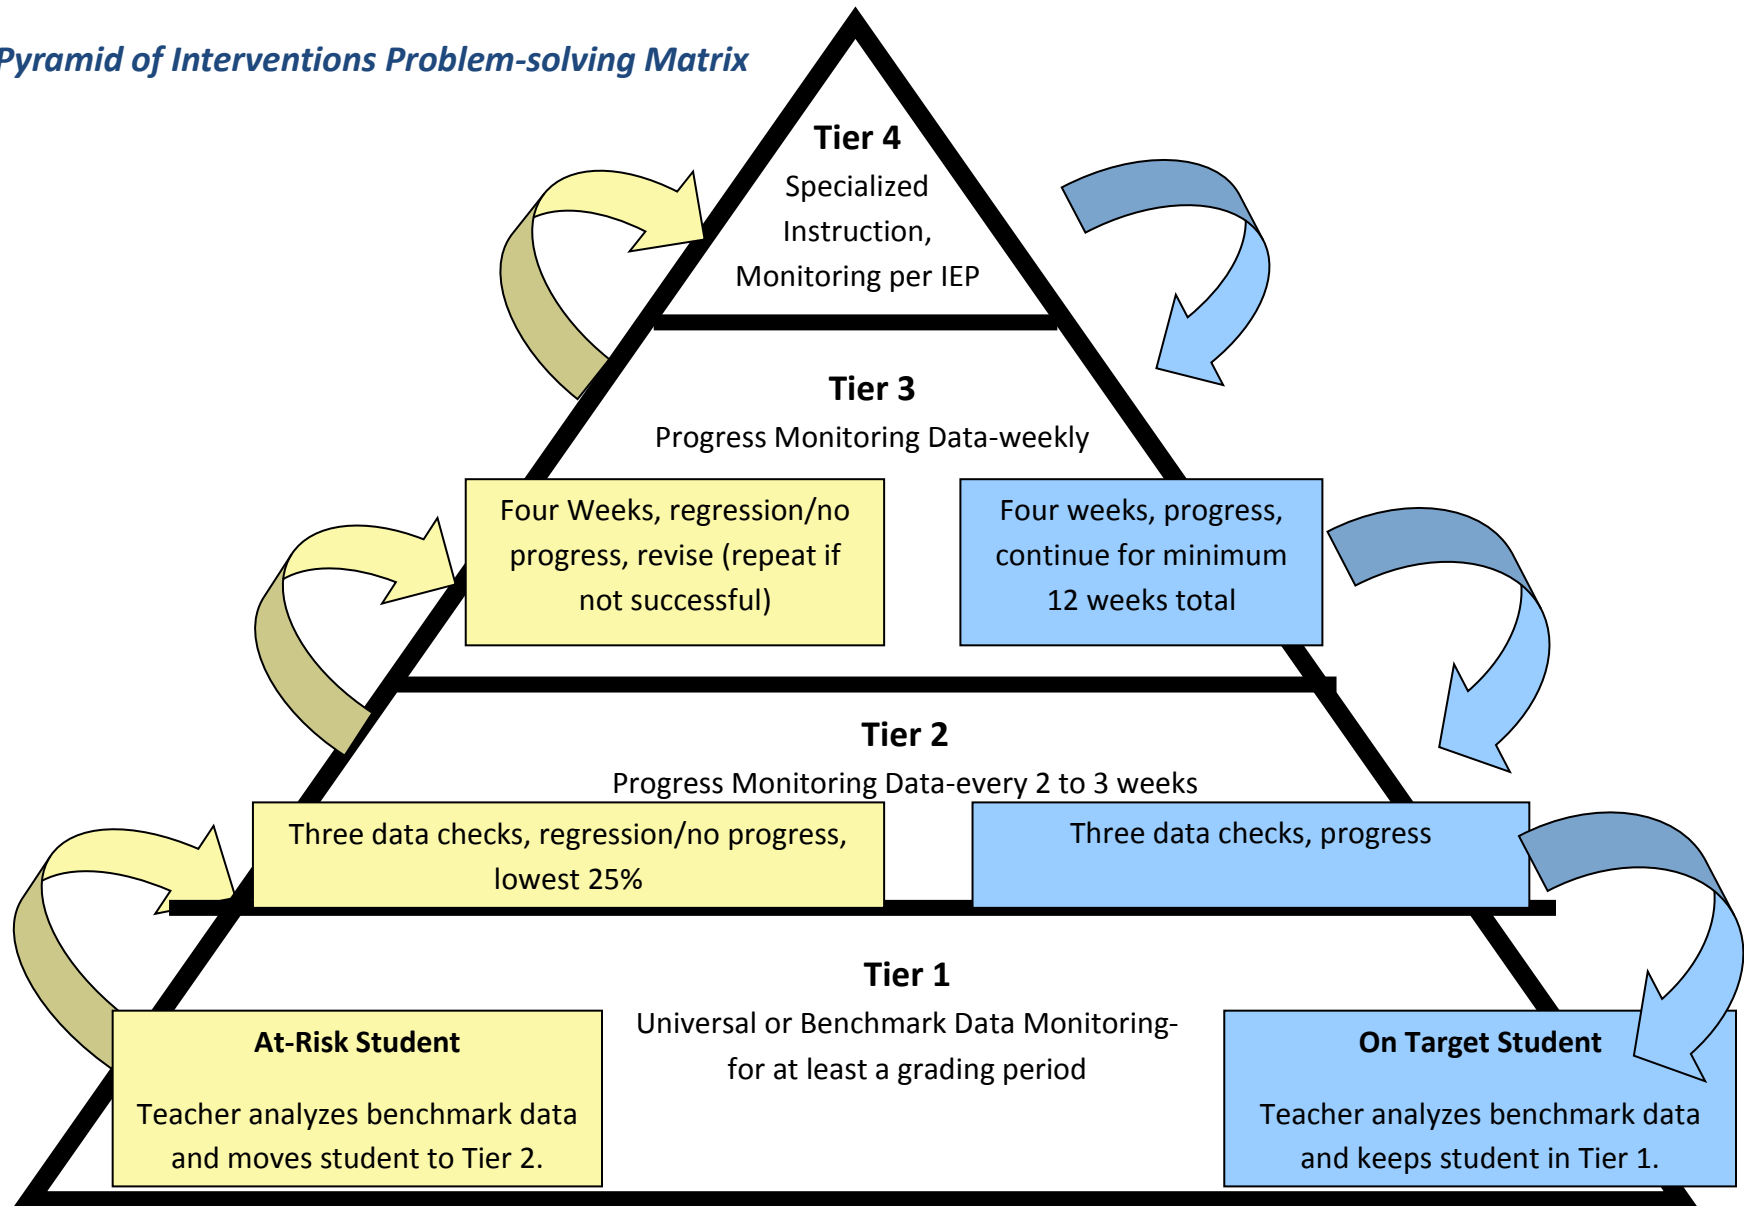 Pyramid of Interventions Problem-solving Matrix
Tier 4
Specialized
Instruction,
Monitoring per IEP
Tier 3
Progress Monitoring Data-weekly
Four Weeks, regression/no
progress, revise (repeat if
not successful)
Four weeks, progress,
continue for minimum
12 weeks total
Tier 2
Progress Monitoring Data-every 2 to 3 weeks
Three data checks, regression/no progress,
lowest 25%
Three data checks, progress
Tier 1
Universal or Benchmark Data Monitoring-
for at least a grading period
At-Risk Student
Teacher analyzes benchmark data
and moves student to Tier 2.
On Target Student
Teacher analyzes benchmark data
and keeps student in Tier 1.